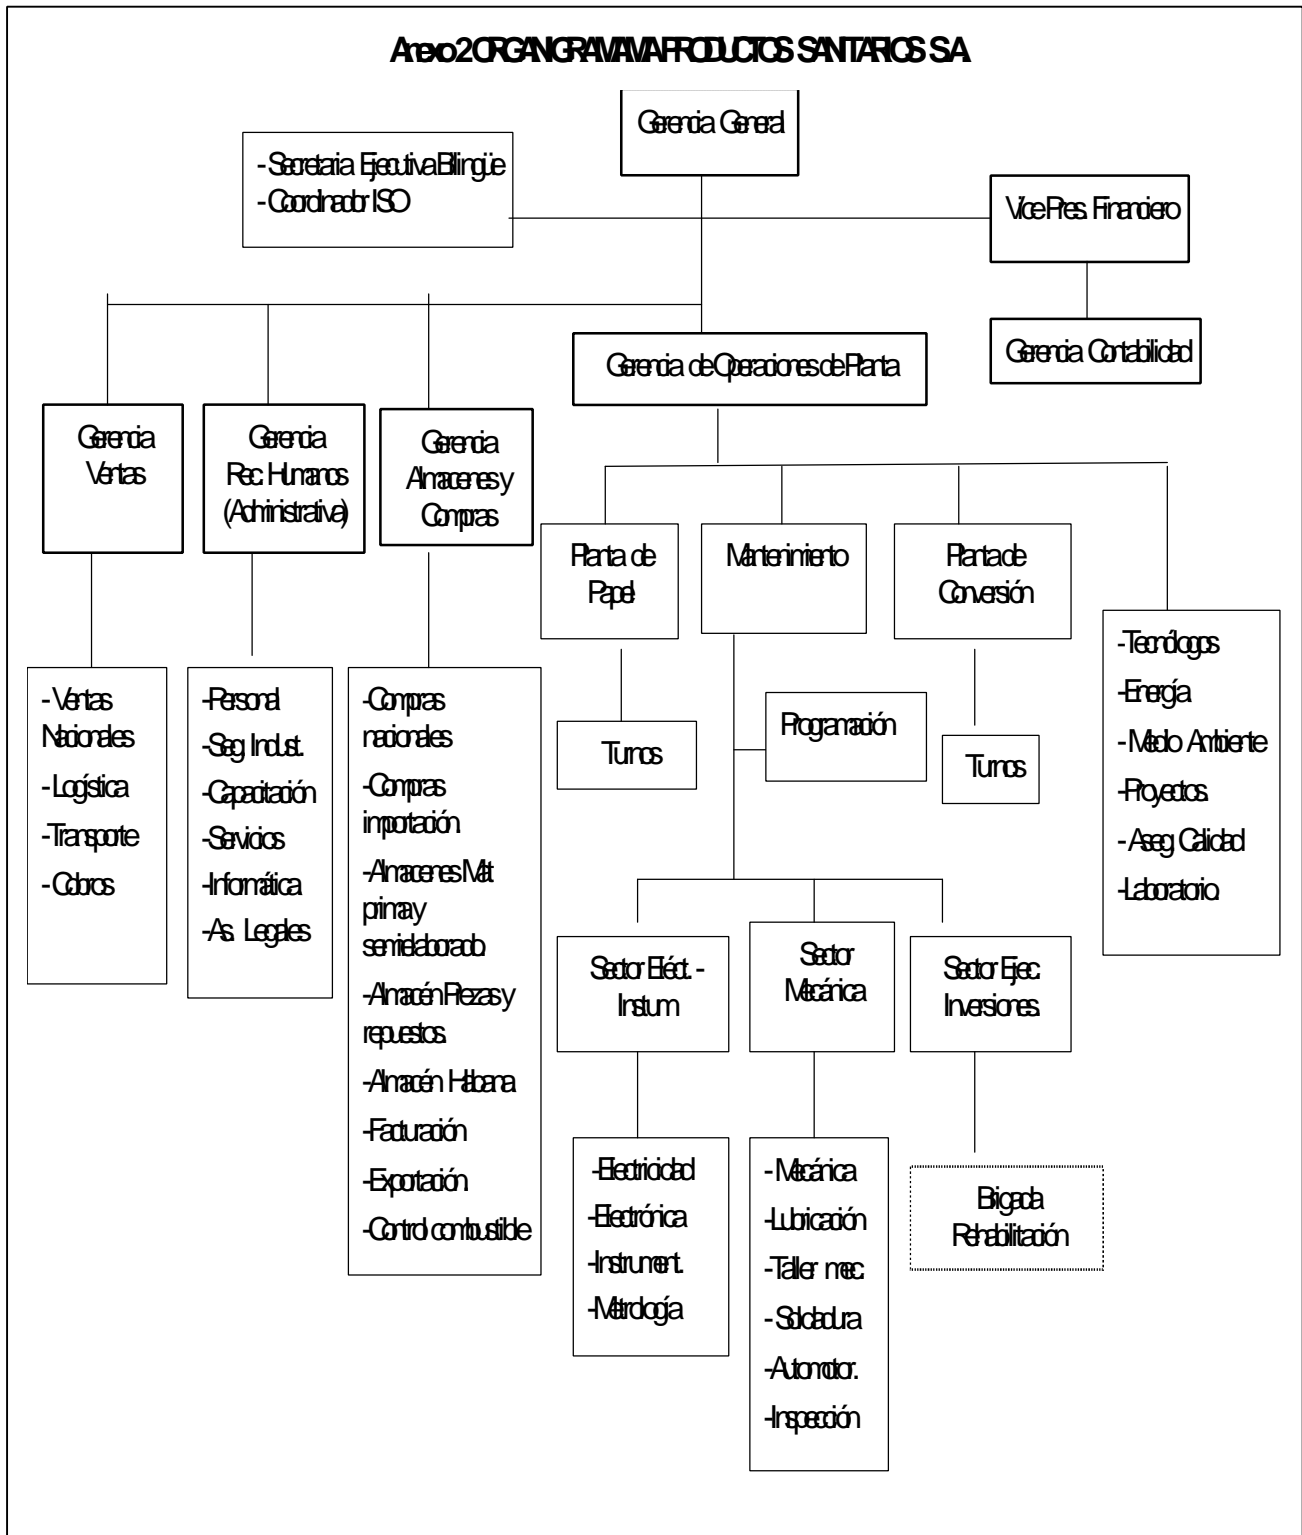 Anexo 2 ORGANIGRAMAMA PRODUCTOS SANITARIOS S.A.
Gerencia General
- Secretaria Ejecutiva Bilingüe
- Coordinador ISO
Vice Pres. Financiero
Gerencia Contabilidad
Gerencia de Operaciones de Planta
Gerencia
Ventas
Gerencia
Rec. Humanos
(Administrativa)
Gerencia
Almacenes y
Compras
Planta de
Papel
Mantenimiento
Planta de
Conversión
- Ventas
Nacionales
- Logística
-Transporte
- Cobros
-Personal
-Seg. Indust.
-Capacitación
-Servicios
-Informática
-As. Legales
-Compras
nacionales
-Compras
importación.
-Almacenes Mat.
prima y
semielaborado.
-Almacén Piezas y
repuestos.
-Almacén Habana
-Facturación
-Exportación.
-Control combustible
Turnos
Programación
Turnos
-Tecnólogos
-Energía
- Medio Ambiente
-Proyectos.
- Aseg. Calidad
-Laboratorio.
Sector Eléct. -
Instum
Sector
Mecánica
Sector Ejec.
Inversiones.
-Electricidad
-Electrónica
-Instrument.
-Metrología
- Mecánica
-Lubricación
-Taller mec.
- Soldadura
-Automotor.
-Inspección
Brigada
Rehabilitación